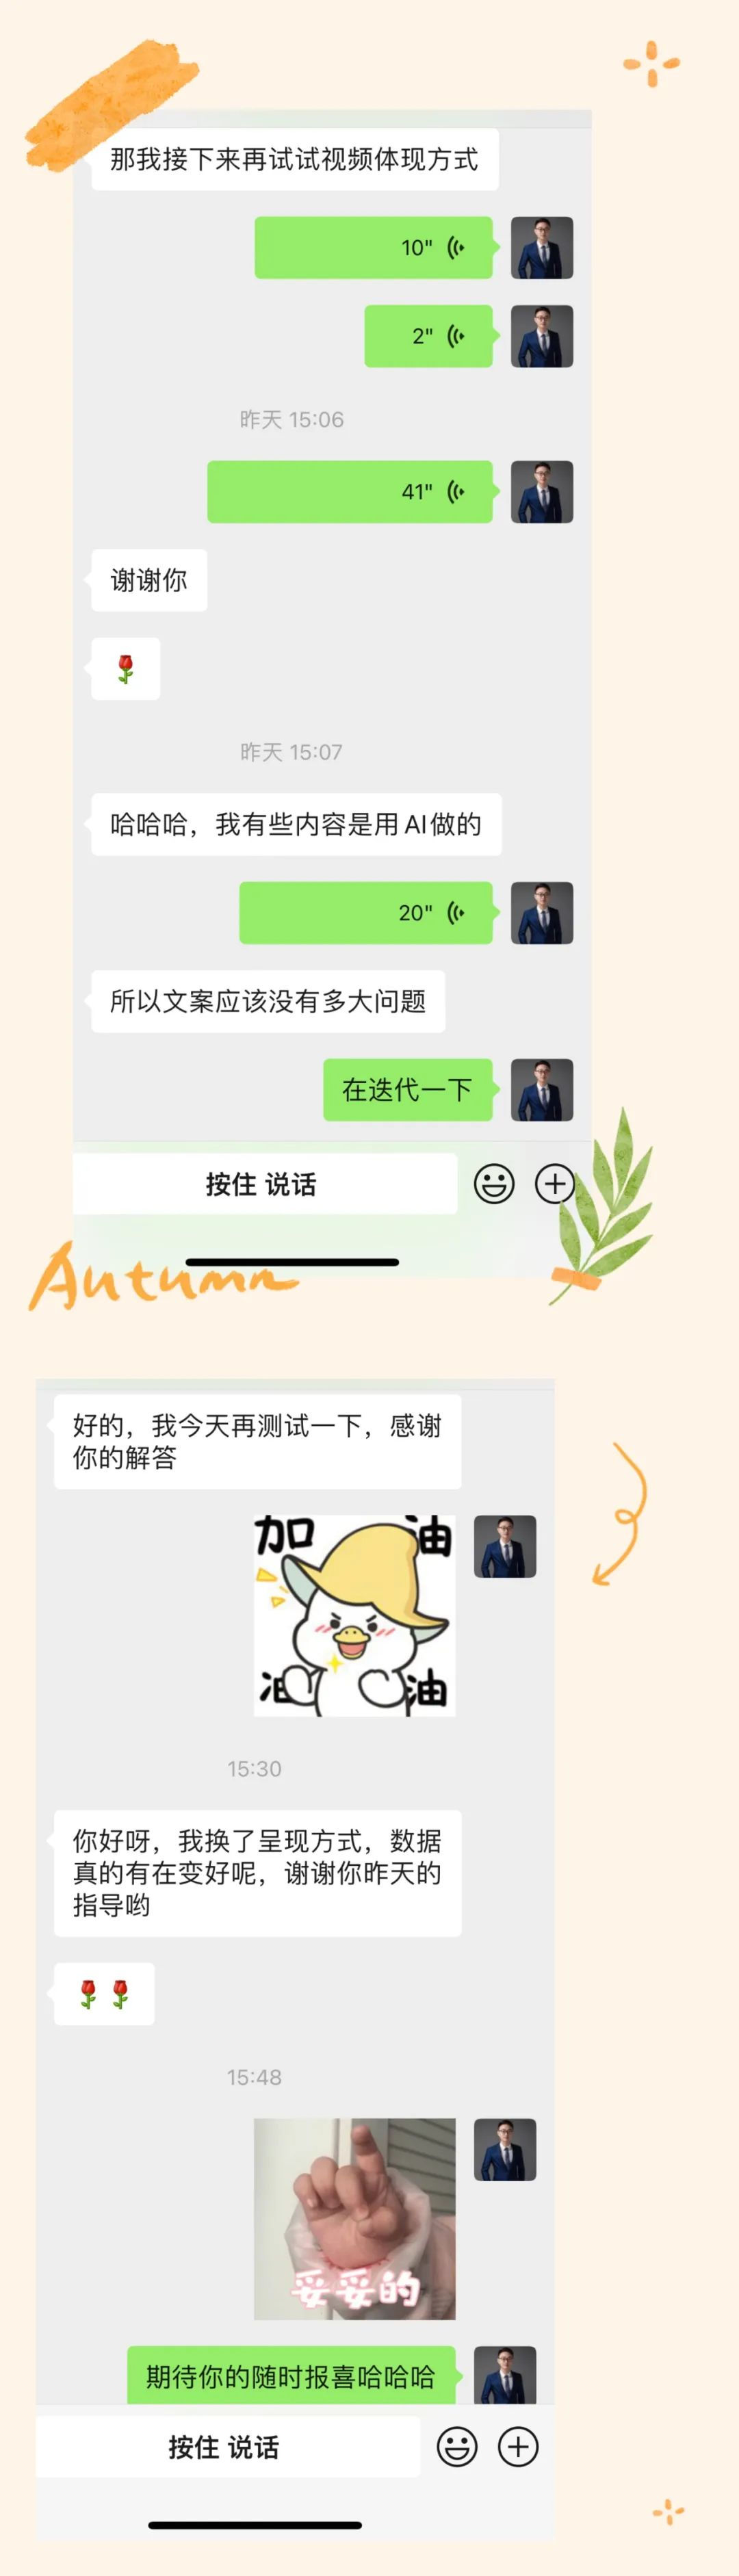 那我接下来再试试视频体现方式
10"
2"
昨天 15:06
41"
谢谢你
昨天 15:07
哈哈哈，我有些内容是用AI做的
20"
所以文案应该没有多大问题
在迭代一下
按住 说话
Autumn
好的，我今天再测试一下，感谢
你的解答
加油
油油
15:30
你好呀，我换了呈现方式，数据
真的有在变好呢，谢谢你昨天的
指导哟
15:48
妥妥的
期待你的随时报喜哈哈哈
按住 说话